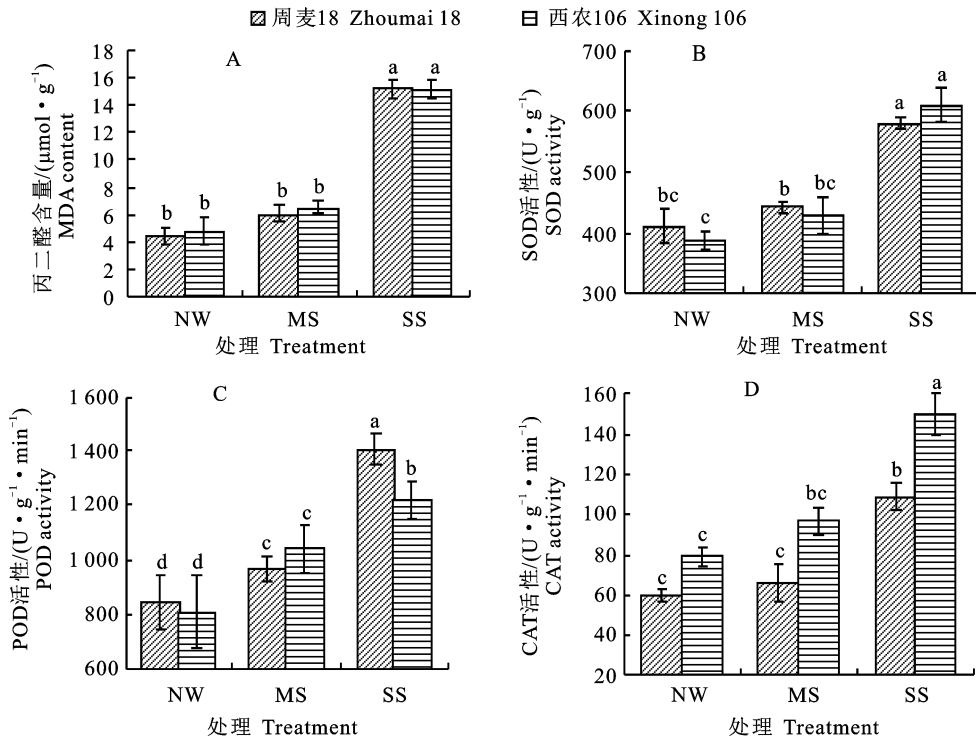 周麦18 Zhoumai 18 西农106 Xinong 106
A
丙二醛含量/(μmol·g⁻¹)
MDA content
18
16
14
12
10
8
6
4
2
0
b b b b a a
NW MS SS
处理 Treatment
B
SOD活性/(U·g⁻¹)
SOD activity
700
600
500
400
300
bc c b bc a a
NW MS SS
处理 Treatment
C
POD活性/(U·g⁻¹·min⁻¹)
POD activity
1 600
1 400
1 200
1 000
800
600
d d c c a b
NW MS SS
处理 Treatment
D
CAT活性/(U·g⁻¹·min⁻¹)
CAT activity
160
140
120
100
80
60
40
20
c c c bc b a
NW MS SS
处理 Treatment